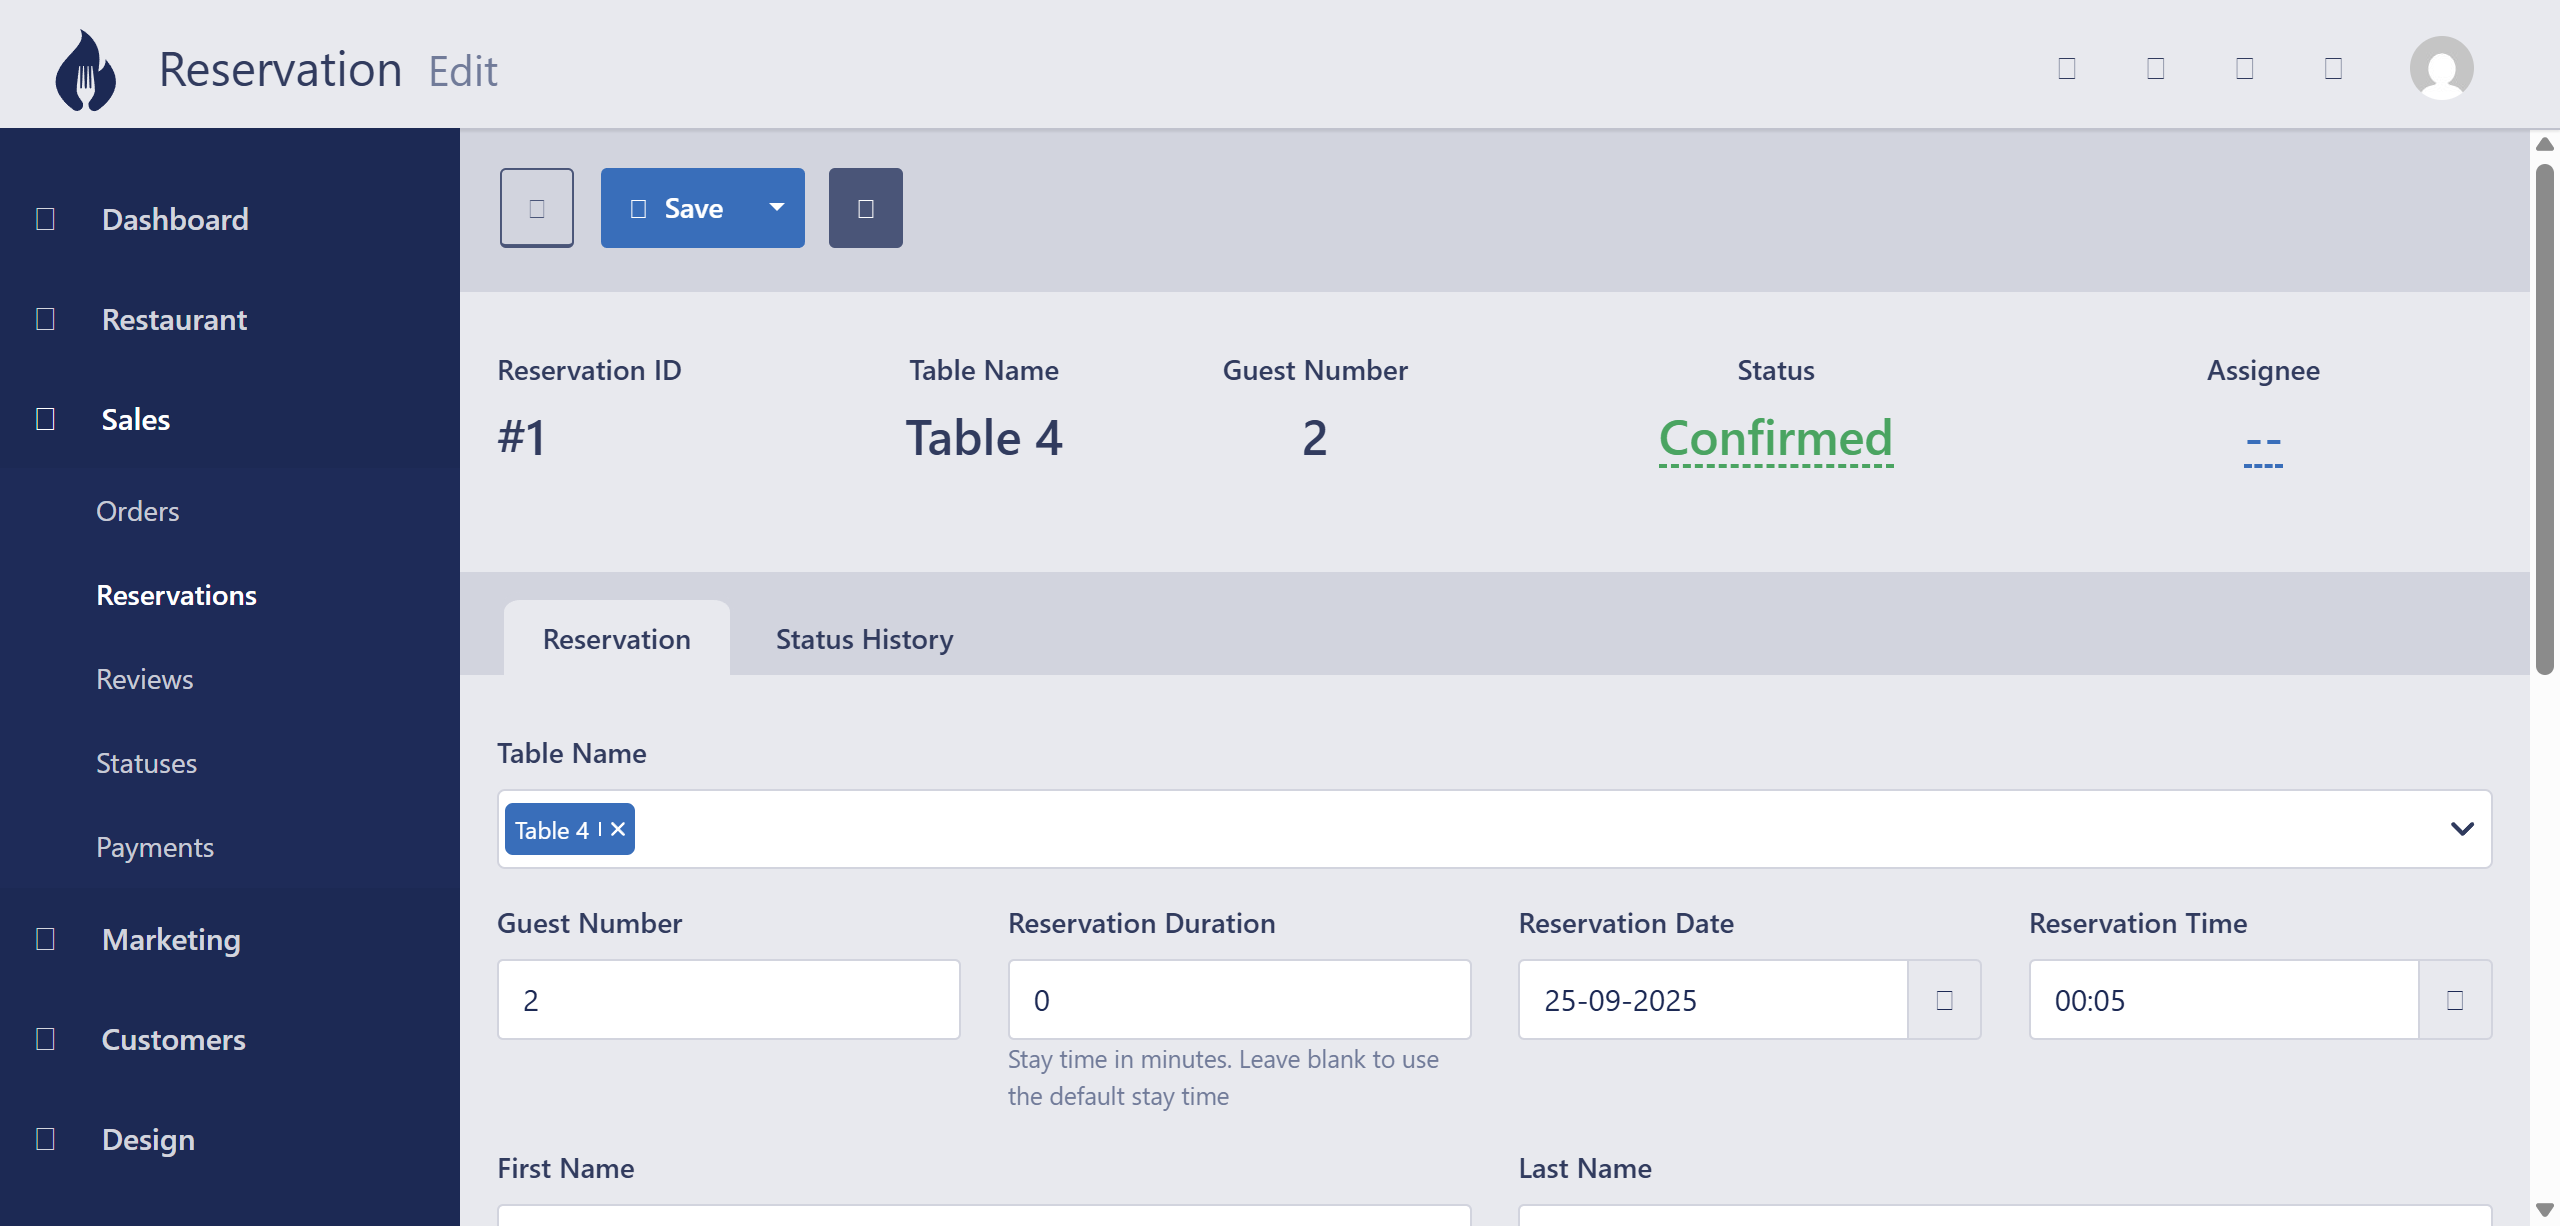 Reservation Edit
Dashboard
Restaurant
Sales
Orders
Reservations
Reviews
Statuses
Payments
Marketing
Customers
Design
Save
Reservation ID
#1
Table Name
Table 4
Guest Number
2
Status
Confirmed
Assignee
--
Reservation
Status History
Table Name
Table 4
Guest Number
2
Reservation Duration
0
Stay time in minutes. Leave blank to use
the default stay time
Reservation Date
25-09-2025
Reservation Time
00:05
First Name
Last Name